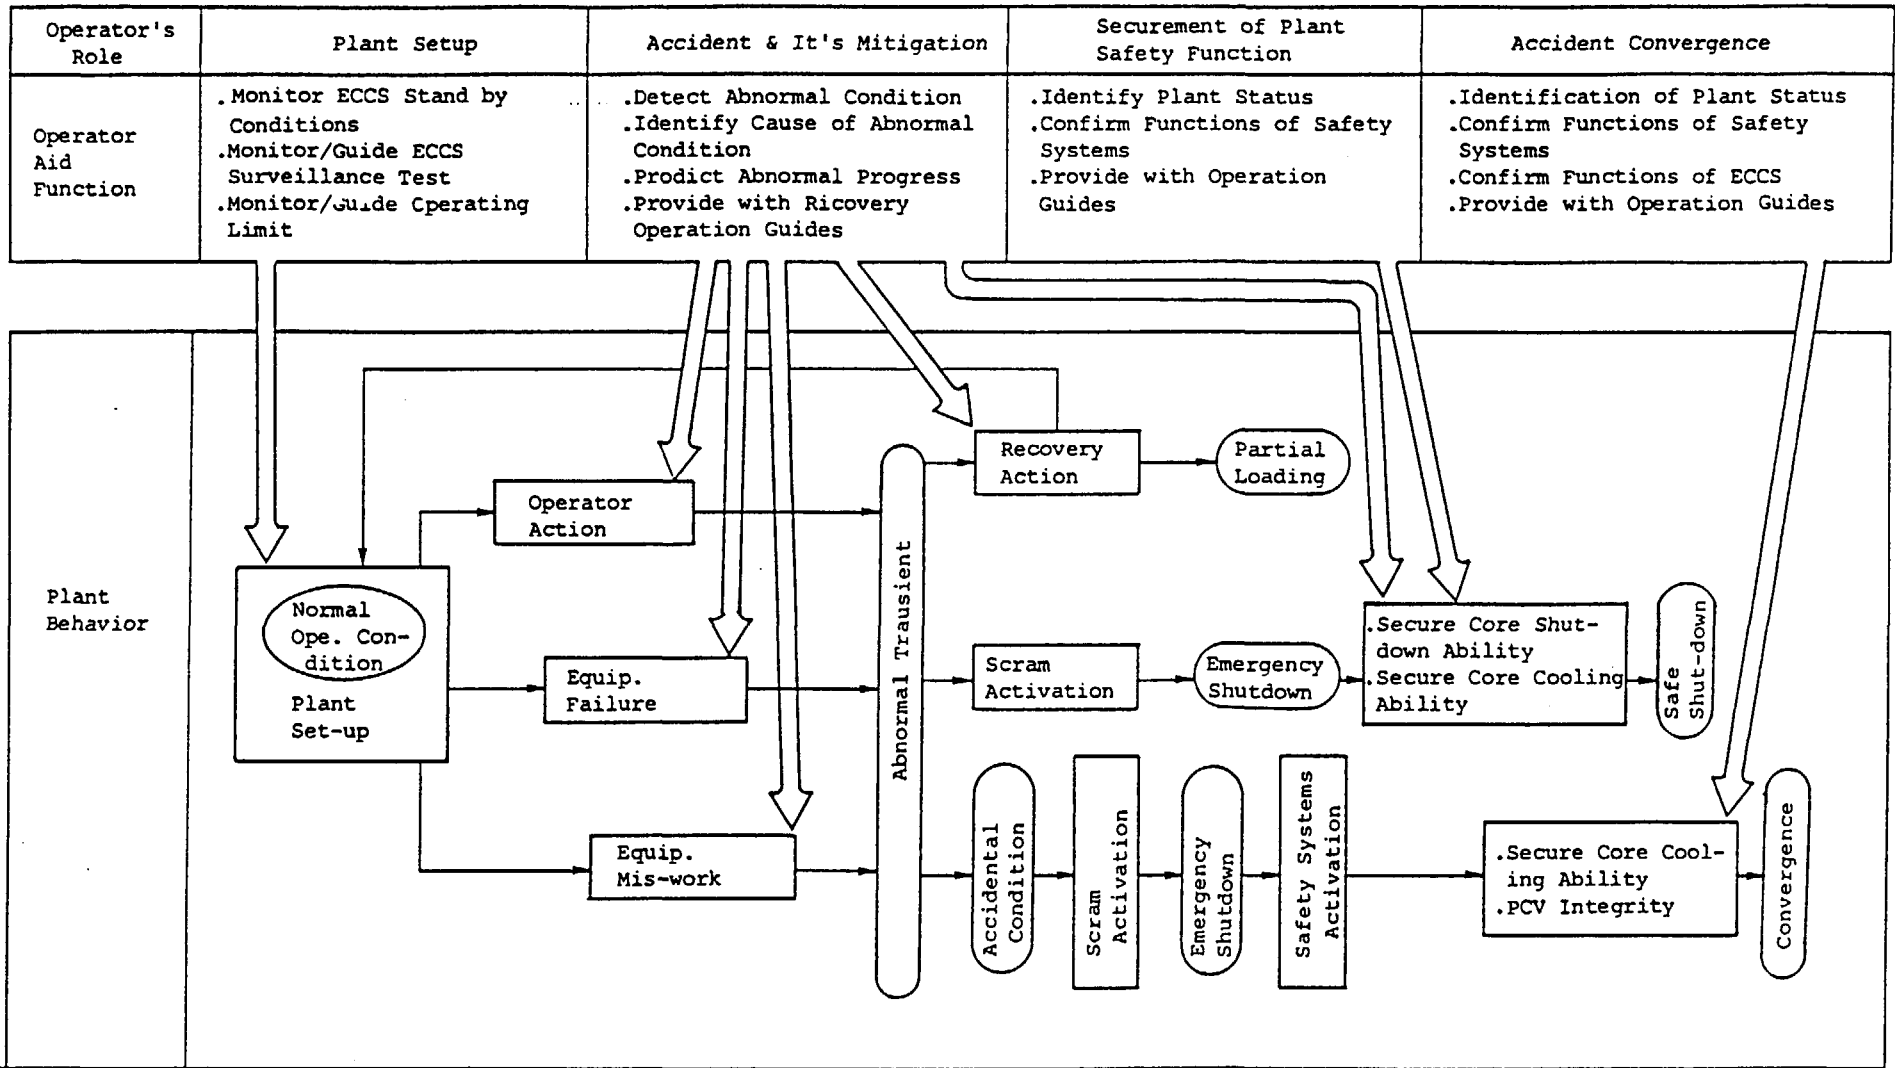 Operator's
Role
Plant Setup
Accident & It's Mitigation
Securement of Plant
Safety Function
Accident Convergence
Operator
Aid
Function
.Monitor ECCS Stand by
Conditions
.Monitor/Guide ECCS
Surveillance Test
.Monitor/Guide Cperating
Limit
.Detect Abnormal Condition
.Identify Cause of Abnormal
Condition
.Prodict Abnormal Progress
.Provide with Ricovery
Operation Guides
.Identify Plant Status
.Confirm Functions of Safety
Systems
.Provide with Operation
Guides
.Identification of Plant Status
.Confirm Functions of Safety
Systems
.Confirm Functions of ECCS
.Provide with Operation Guides
Plant
Behavior
Normal
Ope. Con-
dition
Plant
Set-up
Operator
Action
Equip.
Failure
Equip.
Mis-work
Abnormal Trausient
Recovery
Action
Partial
Loading
Scram
Activation
Emergency
Shutdown
.Secure Core Shut-
down Ability
.Secure Core Cooling
Ability
Safe
Shut-down
Accidental
Condition
Scram
Activation
Emergency
Shutdown
Safety Systems
Activation
.Secure Core Cool-
ing Ability
.PCV Integrity
Convergence